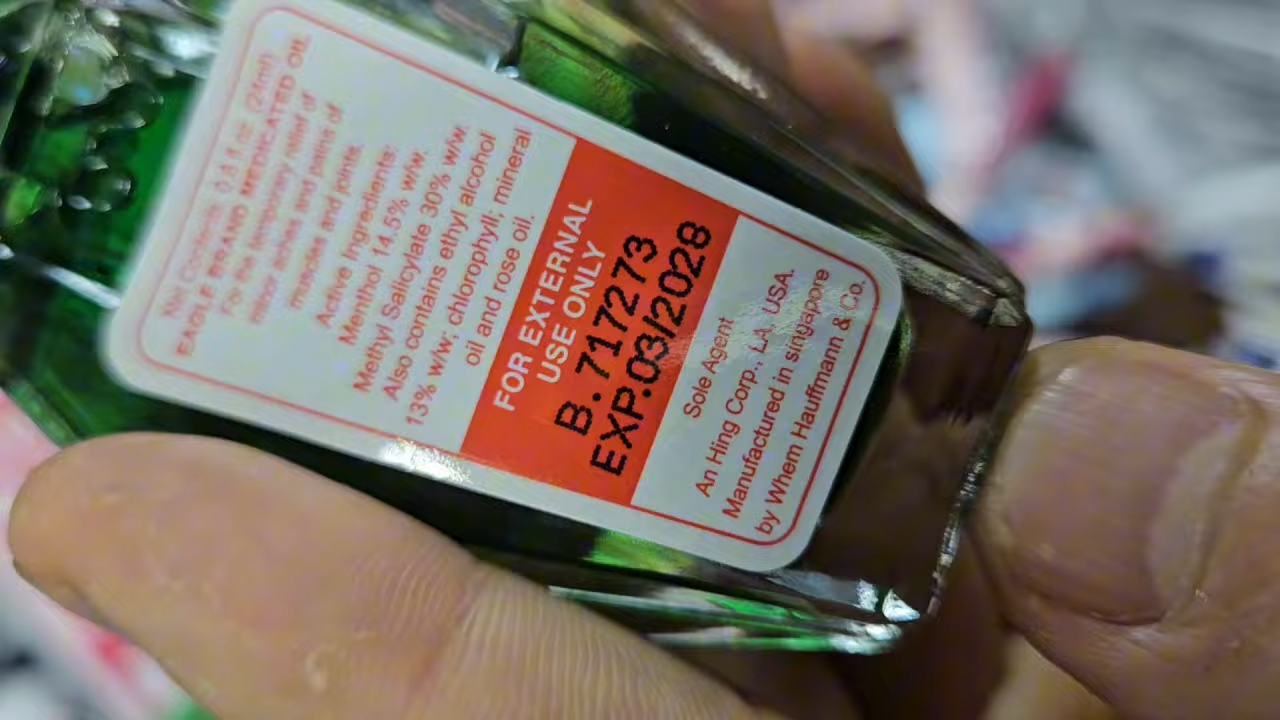 Net Contents 0.8 fl oz. (24ml)
EAGLE BRAND MEDICATED OIL
For the temporary relief of
minor aches and pains of
muscles and joints.
Active Ingredients:
Menthol 14.5% w/w.
Methyl Salicylate 30% w/w.
Also contains ethyl alcohol
13% w/w; chlorophyll; mineral
oil and rose oil.
FOR EXTERNAL
USE ONLY
B.717273
EXP.03/2028
Sole Agent
An Hing Corp., LA, USA.
Manufactured in singapore
by Whem Hauffmann & Co.